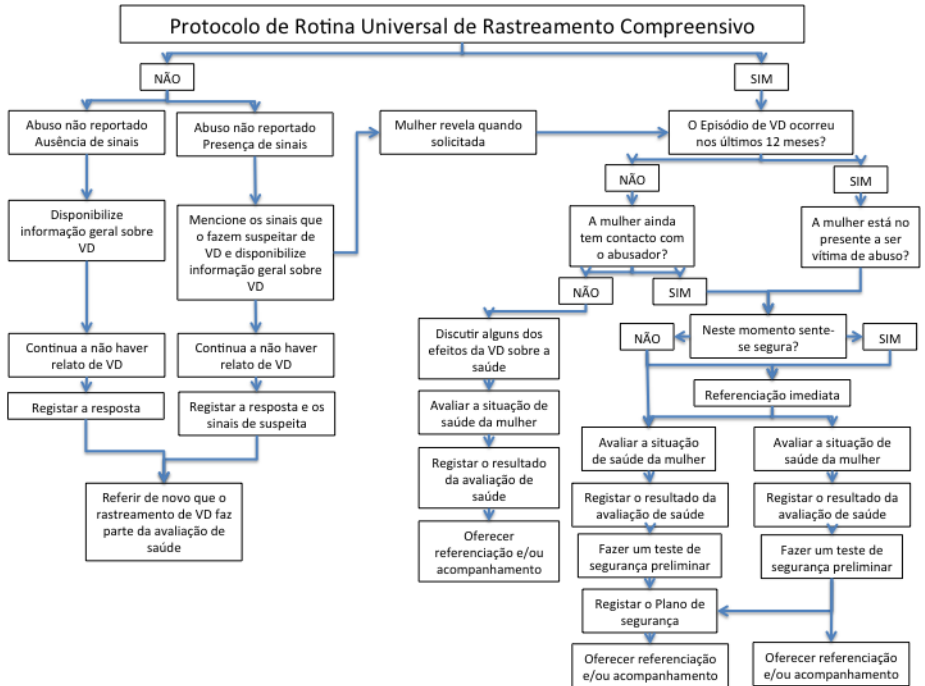 Protocolo de Rotina Universal de Rastreamento Compreensivo
NÃO
SIM
Abuso não reportado
Ausência de sinais
Abuso não reportado
Presença de sinais
Mulher revela quando
solicitada
O Episódio de VD ocorreu
nos últimos 12 meses?
NÃO
SIM
Disponibilize
informação geral sobre
VD
Mencione os sinais que
o fazem suspeitar de
VD e disponibilize
informação geral sobre
VD
A mulher ainda
tem contacto com
o abusador?
A mulher está no
presente a ser
vítima de abuso?
NÃO
SIM
Continua a não haver
relato de VD
Continua a não haver
relato de VD
Discutir alguns dos
efeitos da VD sobre a
saúde
NÃO
Neste momento sente-
se segura?
SIM
Referenciação imediata
Registar a resposta
Registar a resposta e os
sinais de suspeita
Avaliar a situação de
saúde da mulher
Avaliar a situação de
saúde da mulher
Avaliar a situação de
saúde da mulher
Registar o resultado
da avaliação de
saúde
Registar o resultado da
avaliação de saúde
Registar o resultado da
avaliação de saúde
Referir de novo que o
rastreamento de VD faz
parte da avaliação de
saúde
Oferecer
referenciação e/ou
acompanhamento
Fazer um teste de
segurança preliminar
Fazer um teste de
segurança preliminar
Registar o Plano de
segurança
Oferecer referenciação
e/ou acompanhamento
Oferecer referenciação
e/ou acompanhamento